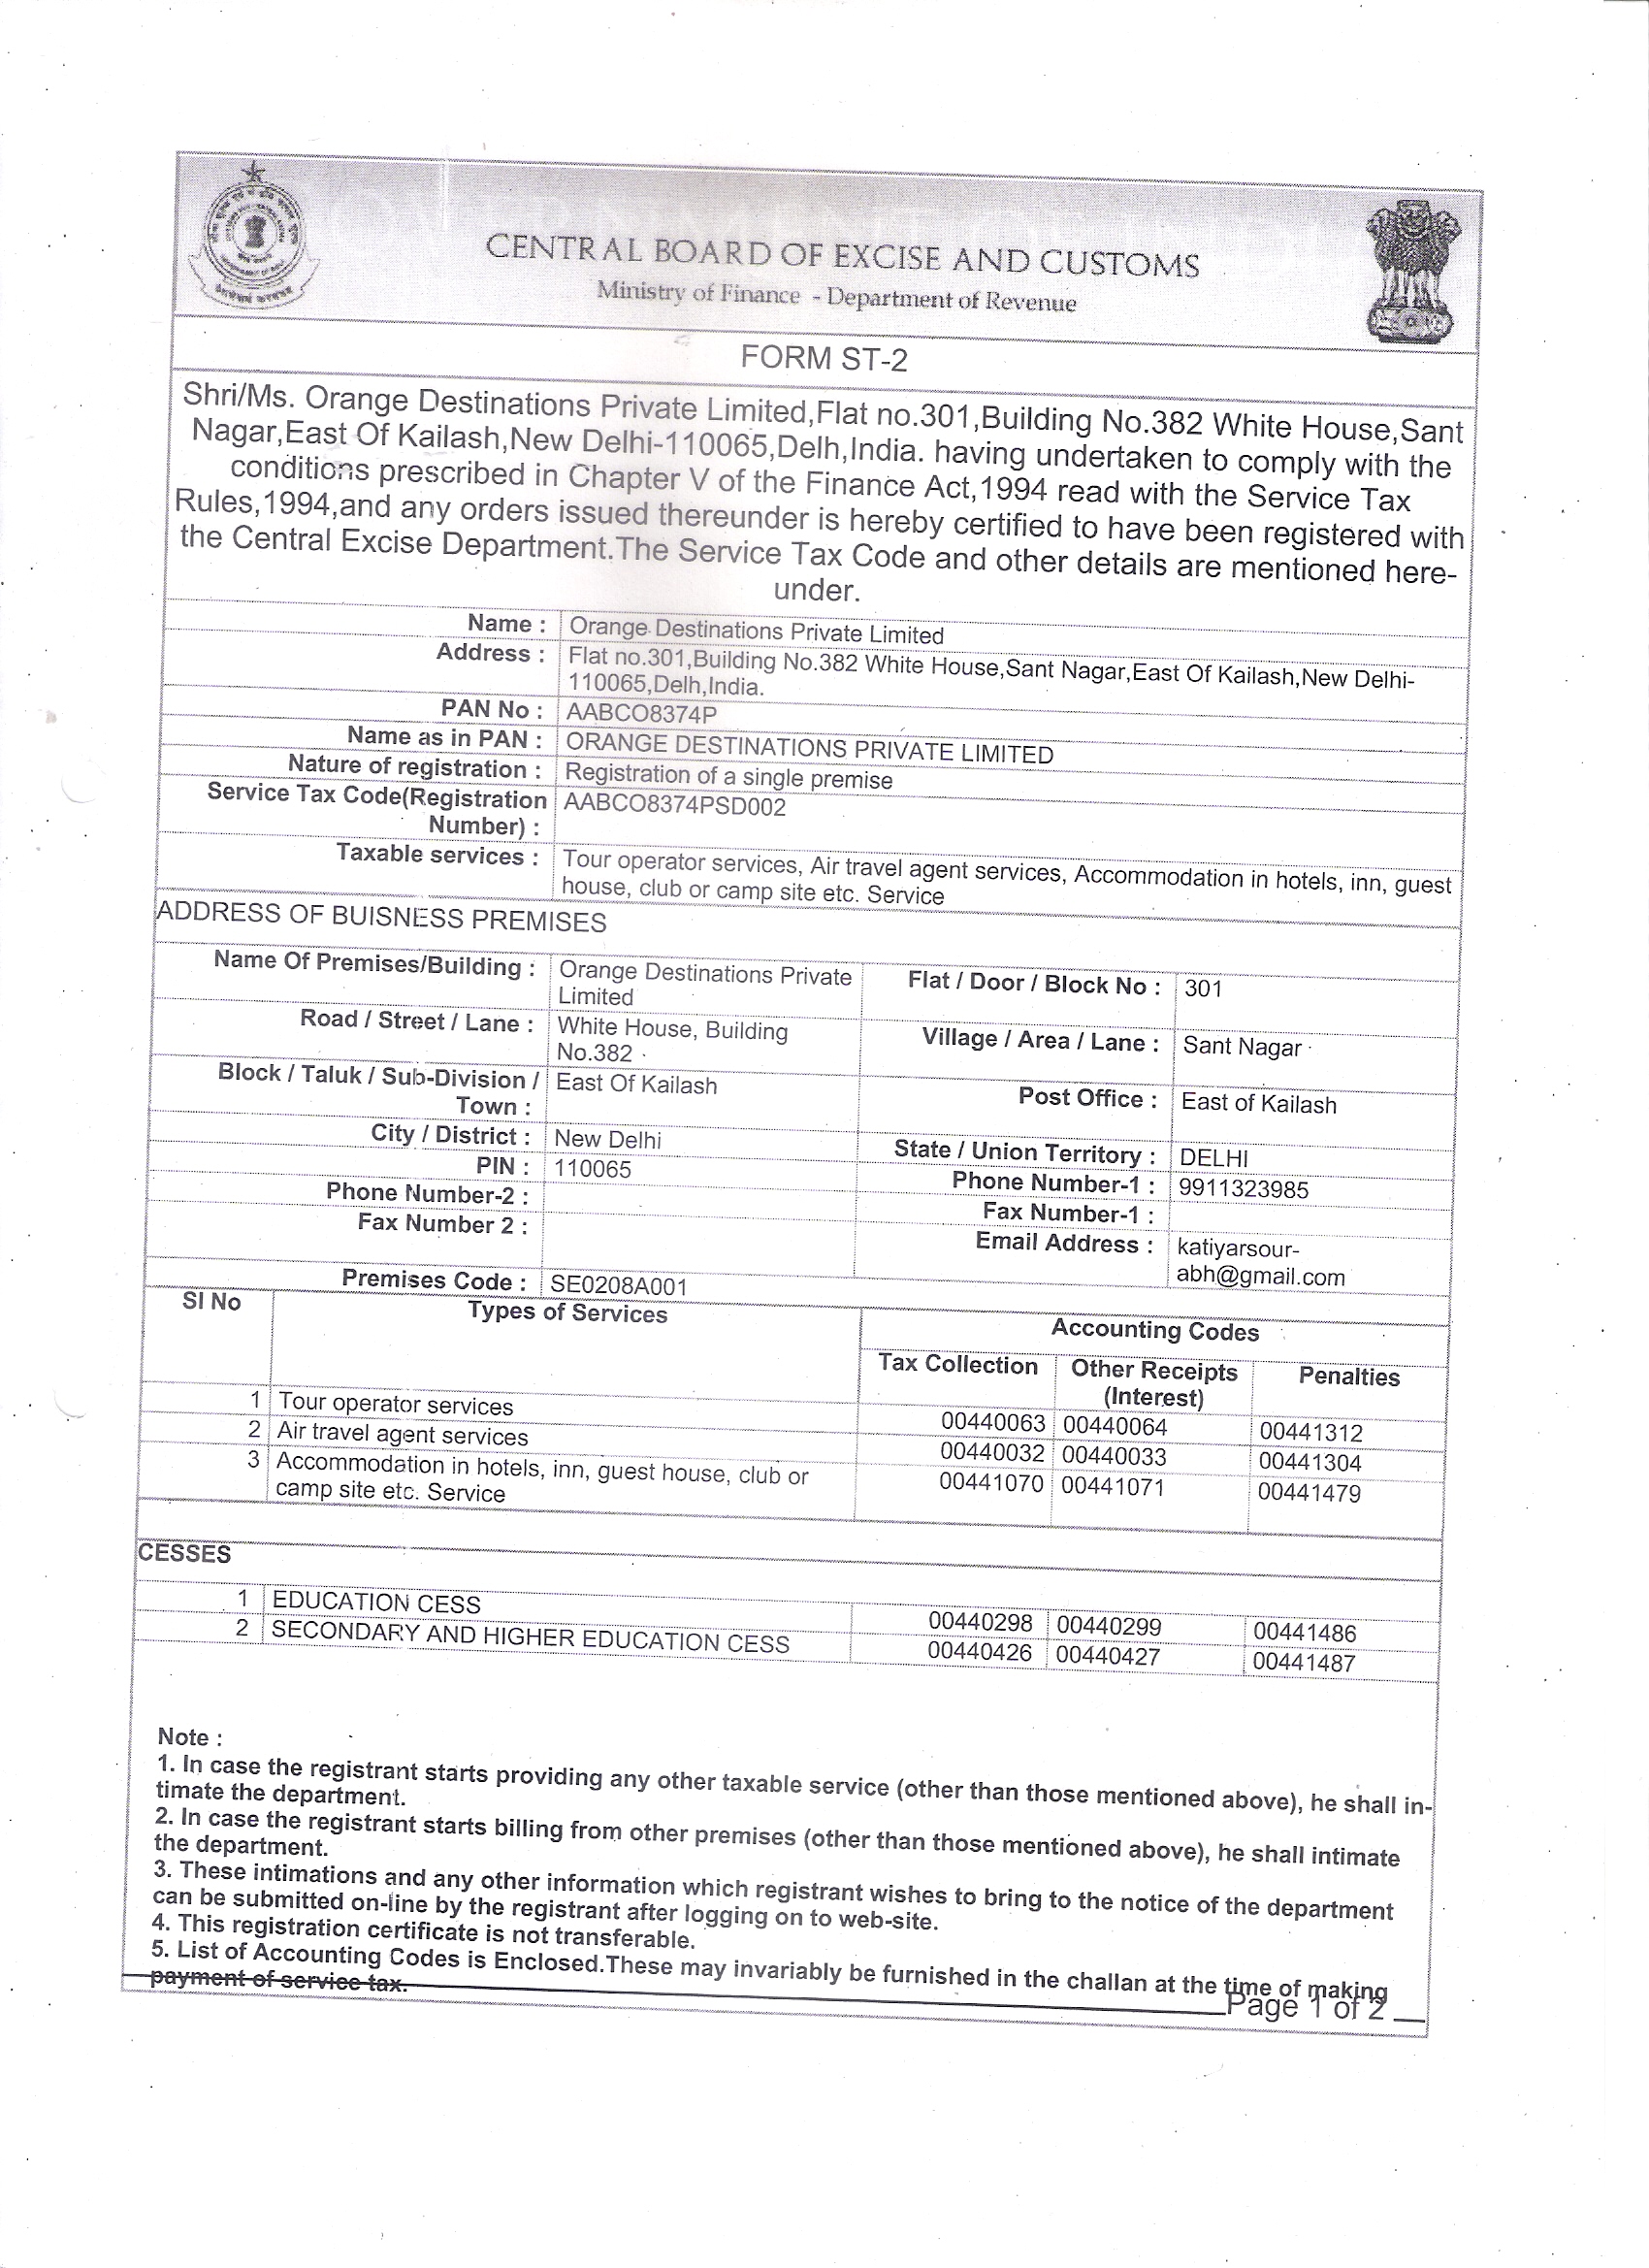 CENTRAL BOARD OF EXCISE AND CUSTOMS
Ministry of Finance - Department of Revenue
FORM ST-2
Shri/Ms. Orange Destinations Private Limited,Flat no.301,Building No.382 White House,Sant
Nagar,East Of Kailash,New Delhi-110065,Delh,India. having undertaken to comply with the
conditions prescribed in Chapter V of the Finance Act,1994 read with the Service Tax
Rules,1994,and any orders issued thereunder is hereby certified to have been registered with
the Central Excise Department.The Service Tax Code and other details are mentioned here-
under.
Name : Orange Destinations Private Limited
Address : Flat no.301,Building No.382 White House,Sant Nagar,East Of Kailash,New Delhi-
110065,Delh,India.
PAN No : AABCO8374P
Name as in PAN : ORANGE DESTINATIONS PRIVATE LIMITED
Nature of registration : Registration of a single premise
Service Tax Code(Registration AABCO8374PSD002
Number) :
Taxable services : Tour operator services, Air travel agent services, Accommodation in hotels, inn, guest
house, club or camp site etc. Service
ADDRESS OF BUISNESS PREMISES
Name Of Premises/Building : Orange Destinations Private Flat / Door / Block No : 301
Limited
Road / Street / Lane : White House, Building Village / Area / Lane : Sant Nagar
No.382
Block / Taluk / Sub-Division / East Of Kailash Post Office : East of Kailash
Town :
City / District : New Delhi State / Union Territory : DELHI
PIN : 110065 Phone Number-1 : 9911323985
Phone Number-2 : Fax Number-1 :
Fax Number 2 : Email Address : katiyarsour-
abh@gmail.com
Premises Code : SE0208A001
Sl No Types of Services Accounting Codes
Tax Collection Other Receipts Penalties
(Interest)
1 Tour operator services 00440063 00440064 00441312
2 Air travel agent services 00440032 00440033 00441304
3 Accommodation in hotels, inn, guest house, club or 00441070 00441071 00441479
camp site etc. Service
CESSES
1 EDUCATION CESS 00440298 00440299 00441486
2 SECONDARY AND HIGHER EDUCATION CESS 00440426 00440427 00441487
Note :
1. In case the registrant starts providing any other taxable service (other than those mentioned above), he shall in-
timate the department.
2. In case the registrant starts billing from other premises (other than those mentioned above), he shall intimate
the department.
3. These intimations and any other information which registrant wishes to bring to the notice of the department
can be submitted on-line by the registrant after logging on to web-site.
4. This registration certificate is not transferable.
5. List of Accounting Codes is Enclosed.These may invariably be furnished in the challan at the time of making
payment of service tax.
Page 1 of 2